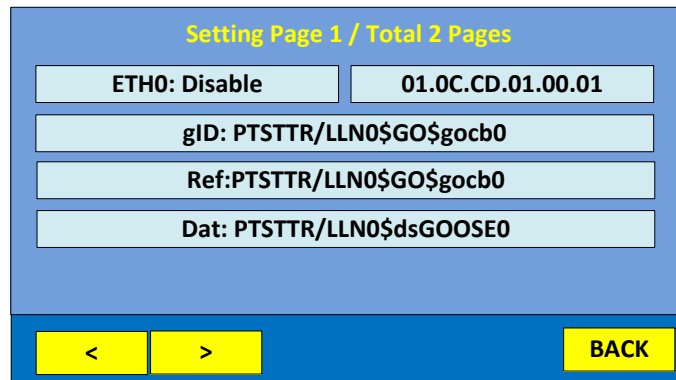 Setting Page 1 / Total 2 Pages
ETH0: Disable 01.0C.CD.01.00.01
gID: PTSTTR/LLN0$GO$gocb0
Ref:PTSTTR/LLN0$GO$gocb0
Dat: PTSTTR/LLN0$dsGOOSE0
< > BACK